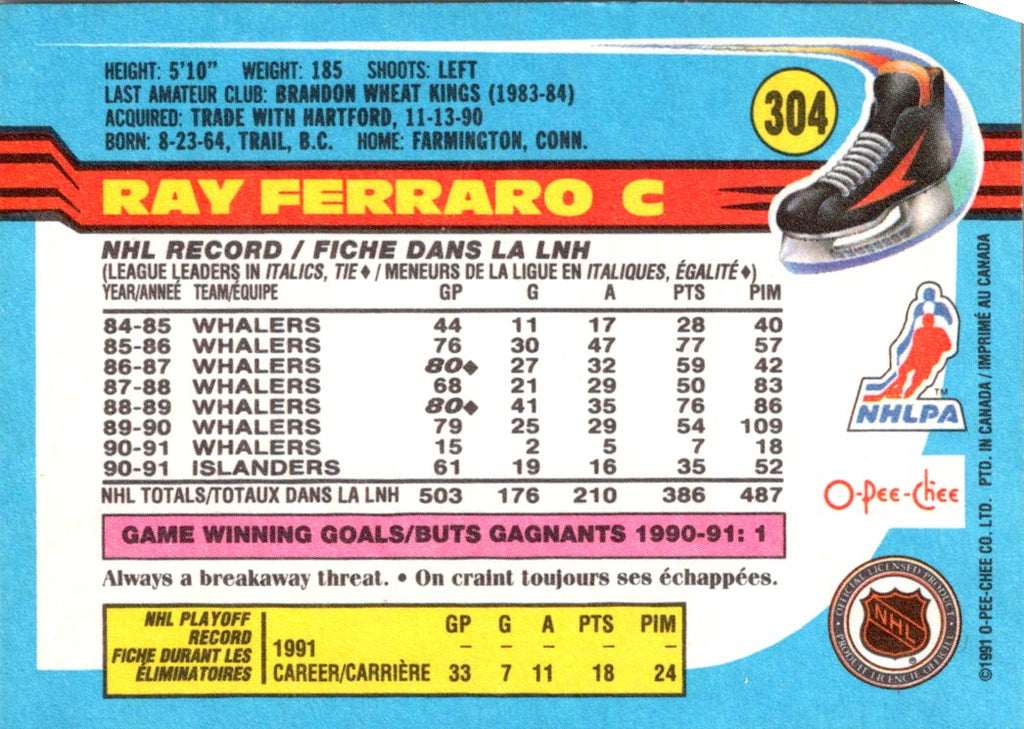 HEIGHT: 5'10" WEIGHT: 185 SHOOTS: LEFT
LAST AMATEUR CLUB: BRANDON WHEAT KINGS (1983-84)
ACQUIRED: TRADE WITH HARTFORD, 11-13-90
BORN: 8-23-64, TRAIL, B.C. HOME: FARMINGTON, CONN.
304
RAY FERRARO C
NHL RECORD / FICHE DANS LA LNH
(LEAGUE LEADERS IN ITALICS, TIE♦ / MENEURS DE LA LIGUE EN ITALIQUES, ÉGALITÉ♦)
YEAR/ANNEÉ TEAM/ÉQUIPE GP G A PTS PIM
84-85 WHALERS 44 11 17 28 40
85-86 WHALERS 76 30 47 77 57
86-87 WHALERS 80♦ 27 32 59 42
87-88 WHALERS 68 21 29 50 83
88-89 WHALERS 80♦ 41 35 76 86
89-90 WHALERS 79 25 29 54 109
90-91 WHALERS 15 2 5 7 18
90-91 ISLANDERS 61 19 16 35 52
NHL TOTALS/TOTAUX DANS LA LNH 503 176 210 386 487
GAME WINNING GOALS/BUTS GAGNANTS 1990-91: 1
Always a breakaway threat. • On craint toujours ses échappées.
NHL PLAYOFF
RECORD
FICHE DURANT LES
ÉLIMINATOIRES
GP G A PTS PIM
1991 – – – – –
CAREER/CARRIÈRE 33 7 11 18 24
TM
NHLPA
O-Pee-Chee
OFFICIAL LICENSED PRODUCT
NHL
®
PRODUIT LICENCIÉ OFFICIEL
©1991 O-PEE-CHEE CO. LTD. PTD. IN CANADA / IMPRIMÉ AU CANADA